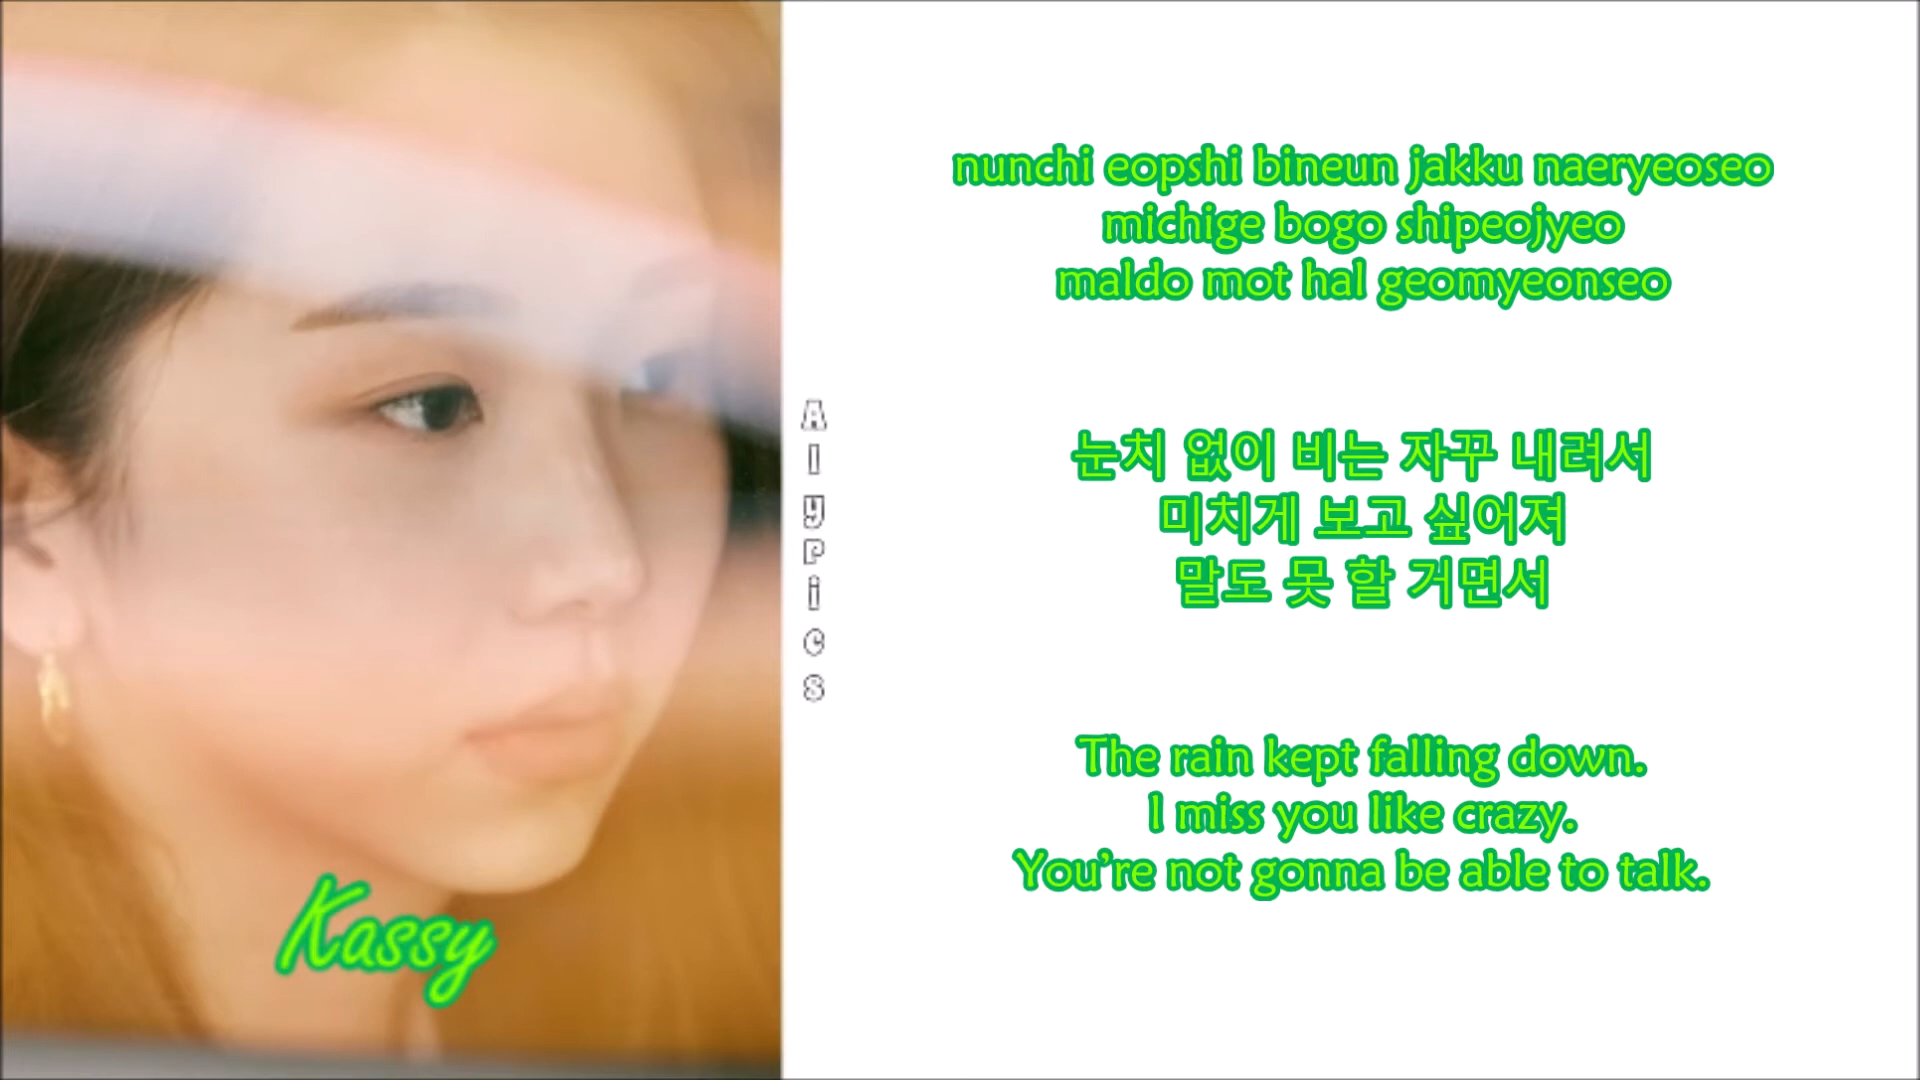 nunchi eopshi bineun jakku naeryeoseo
michige bogo shipeojyeo
maldo mot hal geomyeonseo
눈치 없이 비는 자꾸 내려서
미치게 보고 싶어져
말도 못 할 거면서
The rain kept falling down.
I miss you like crazy.
You're not gonna be able to talk.
Kassy
Alyrics